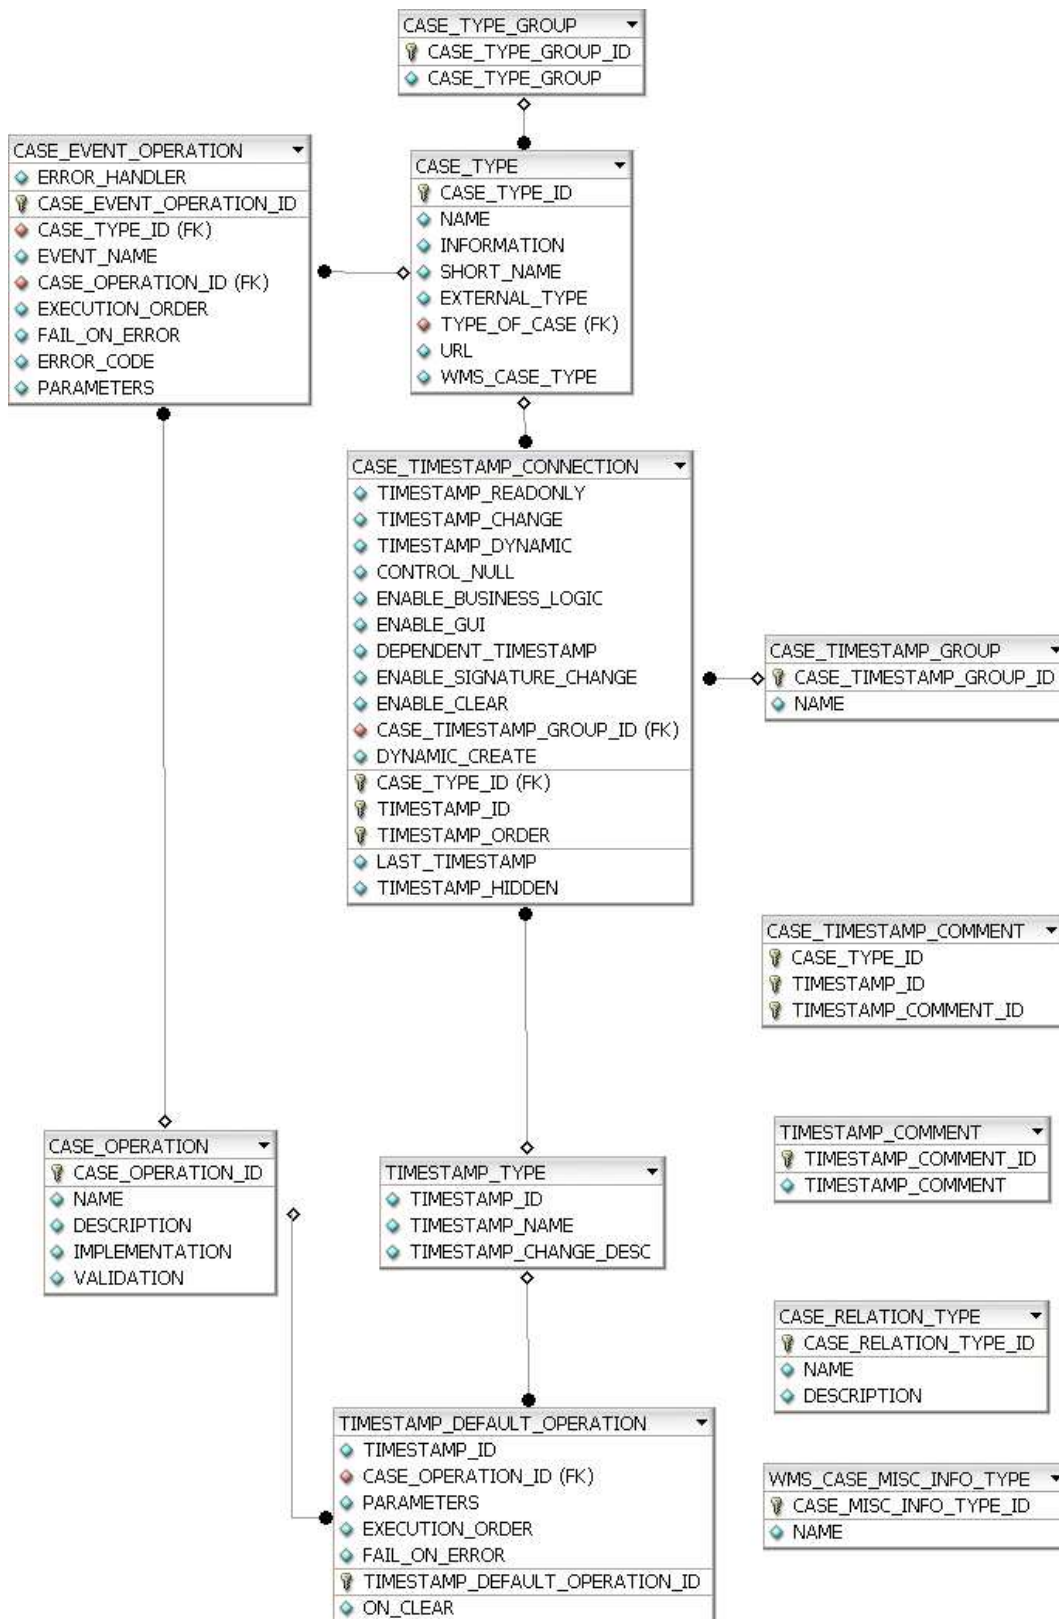 CASE_TYPE_GROUP
CASE_TYPE_GROUP_ID
CASE_TYPE_GROUP
CASE_EVENT_OPERATION
ERROR_HANDLER
CASE_EVENT_OPERATION_ID
CASE_TYPE_ID (FK)
EVENT_NAME
CASE_OPERATION_ID (FK)
EXECUTION_ORDER
FAIL_ON_ERROR
ERROR_CODE
PARAMETERS
CASE_TYPE
CASE_TYPE_ID
NAME
INFORMATION
SHORT_NAME
EXTERNAL_TYPE
TYPE_OF_CASE (FK)
URL
WMS_CASE_TYPE
CASE_TIMESTAMP_CONNECTION
TIMESTAMP_READONLY
TIMESTAMP_CHANGE
TIMESTAMP_DYNAMIC
CONTROL_NULL
ENABLE_BUSINESS_LOGIC
ENABLE_GUI
DEPENDENT_TIMESTAMP
ENABLE_SIGNATURE_CHANGE
ENABLE_CLEAR
CASE_TIMESTAMP_GROUP_ID (FK)
DYNAMIC_CREATE
CASE_TYPE_ID (FK)
TIMESTAMP_ID
TIMESTAMP_ORDER
LAST_TIMESTAMP
TIMESTAMP_HIDDEN
CASE_TIMESTAMP_GROUP
CASE_TIMESTAMP_GROUP_ID
NAME
CASE_TIMESTAMP_COMMENT
CASE_TYPE_ID
TIMESTAMP_ID
TIMESTAMP_COMMENT_ID
CASE_OPERATION
CASE_OPERATION_ID
NAME
DESCRIPTION
IMPLEMENTATION
VALIDATION
TIMESTAMP_TYPE
TIMESTAMP_ID
TIMESTAMP_NAME
TIMESTAMP_CHANGE_DESC
TIMESTAMP_COMMENT
TIMESTAMP_COMMENT_ID
TIMESTAMP_COMMENT
CASE_RELATION_TYPE
CASE_RELATION_TYPE_ID
NAME
DESCRIPTION
TIMESTAMP_DEFAULT_OPERATION
TIMESTAMP_ID
CASE_OPERATION_ID (FK)
PARAMETERS
EXECUTION_ORDER
FAIL_ON_ERROR
TIMESTAMP_DEFAULT_OPERATION_ID
ON_CLEAR
WMS_CASE_MISC_INFO_TYPE
CASE_MISC_INFO_TYPE_ID
NAME